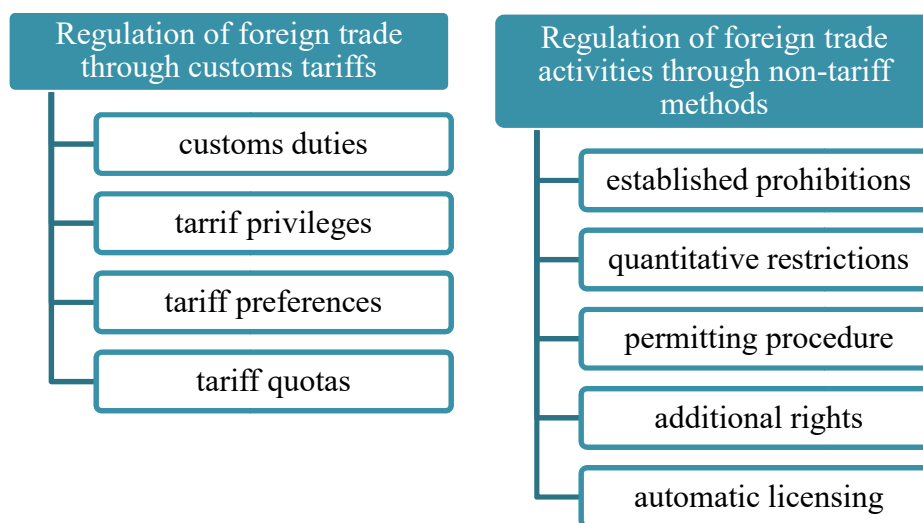 Regulation of foreign trade
through customs tariffs
customs duties
tarrif privileges
tariff preferences
tariff quotas
Regulation of foreign trade
activities through non-tariff
methods
established prohibitions
quantitative restrictions
permitting procedure
additional rights
automatic licensing